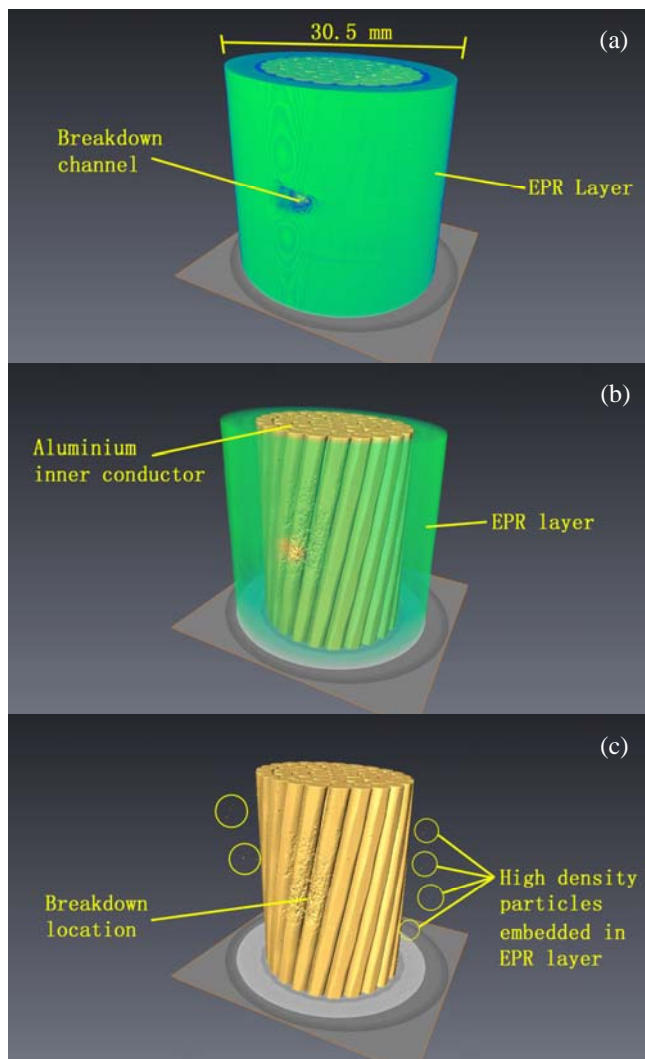 30.5 mm
(a)
Breakdown
channel
EPR Layer
(b)
Aluminium
inner conductor
EPR layer
(c)
Breakdown
location
High density
particles
embedded in
EPR layer